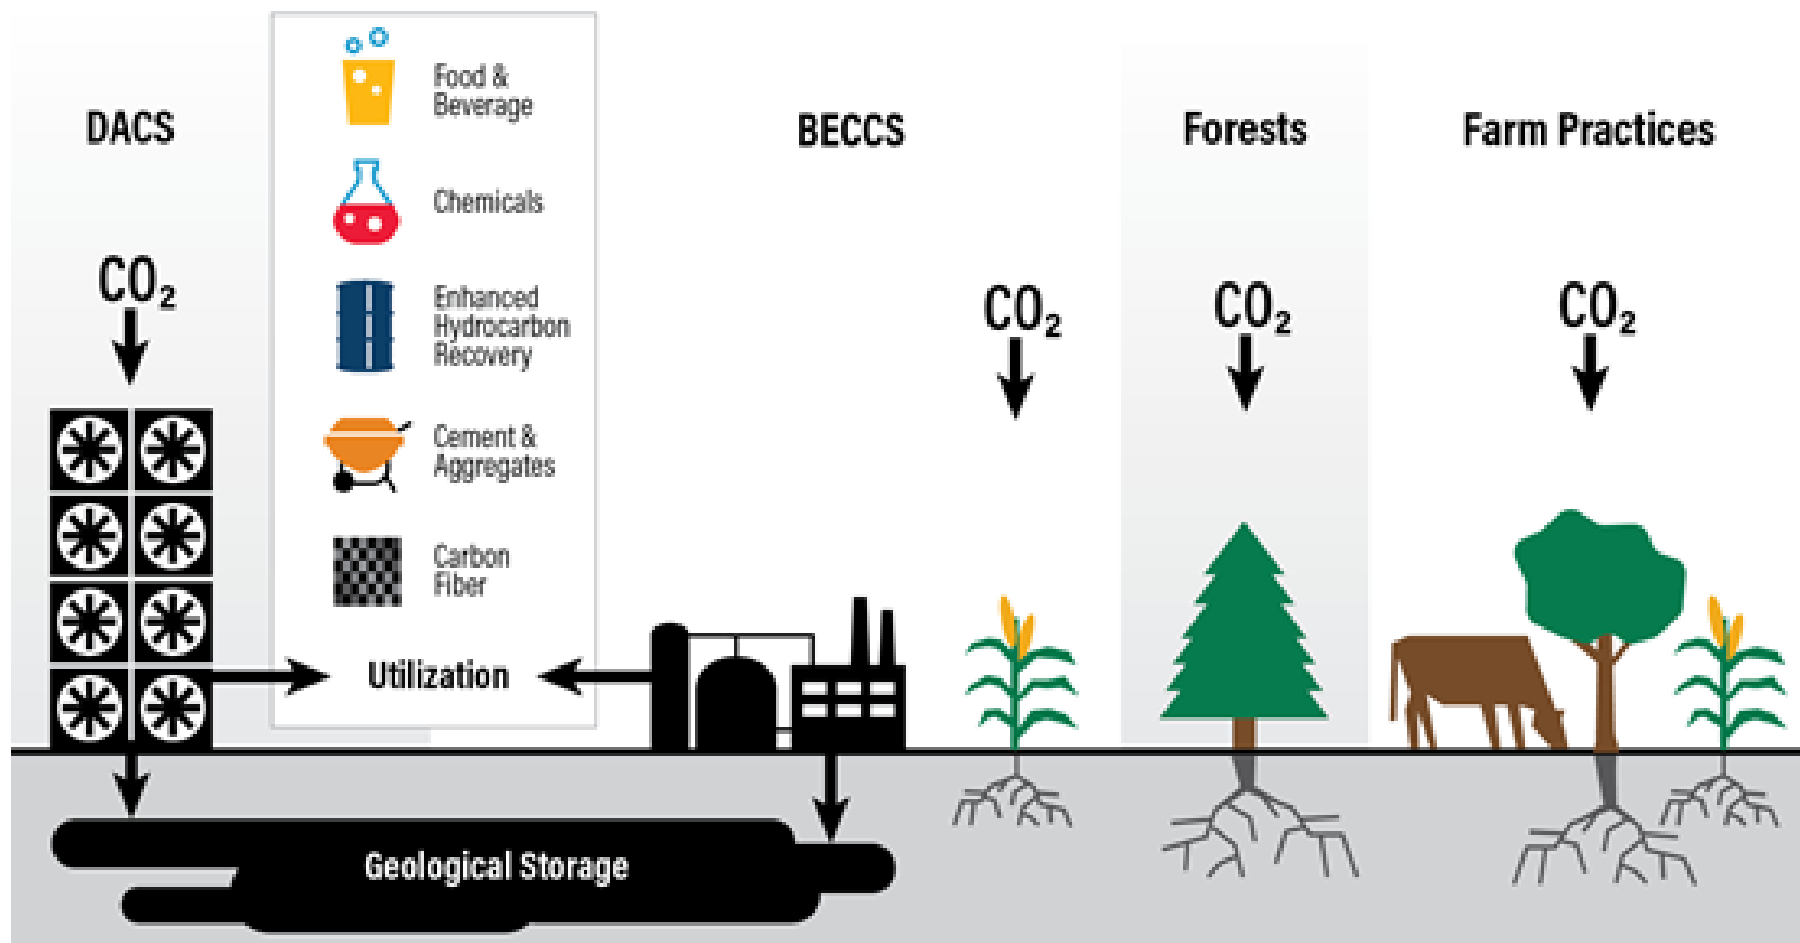 DACS
CO₂
Food &
Beverage
Chemicals
Enhanced
Hydrocarbon
Recovery
Cement &
Aggregates
Carbon
Fiber
Utilization
BECCS
CO₂
Forests
CO₂
Farm Practices
CO₂
Geological Storage